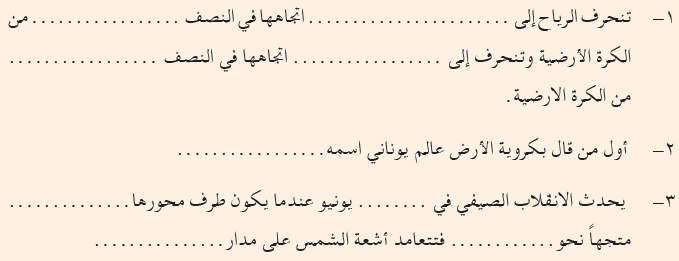 ١– تنحرف الرياح إلى ....................... اتجاهها في النصف ................. من
الكرة الأرضية وتنحرف إلى ................. اتجاهها في النصف .................
من الكرة الارضية.
٢– أول من قال بكروية الأرض عالم يوناني اسمه.................
٣– يحدث الانقلاب الصيفي في ........ يونيو عندما يكون طرف محورها..............
متجهاً نحو............ فتتعامد أشعة الشمس على مدار...............